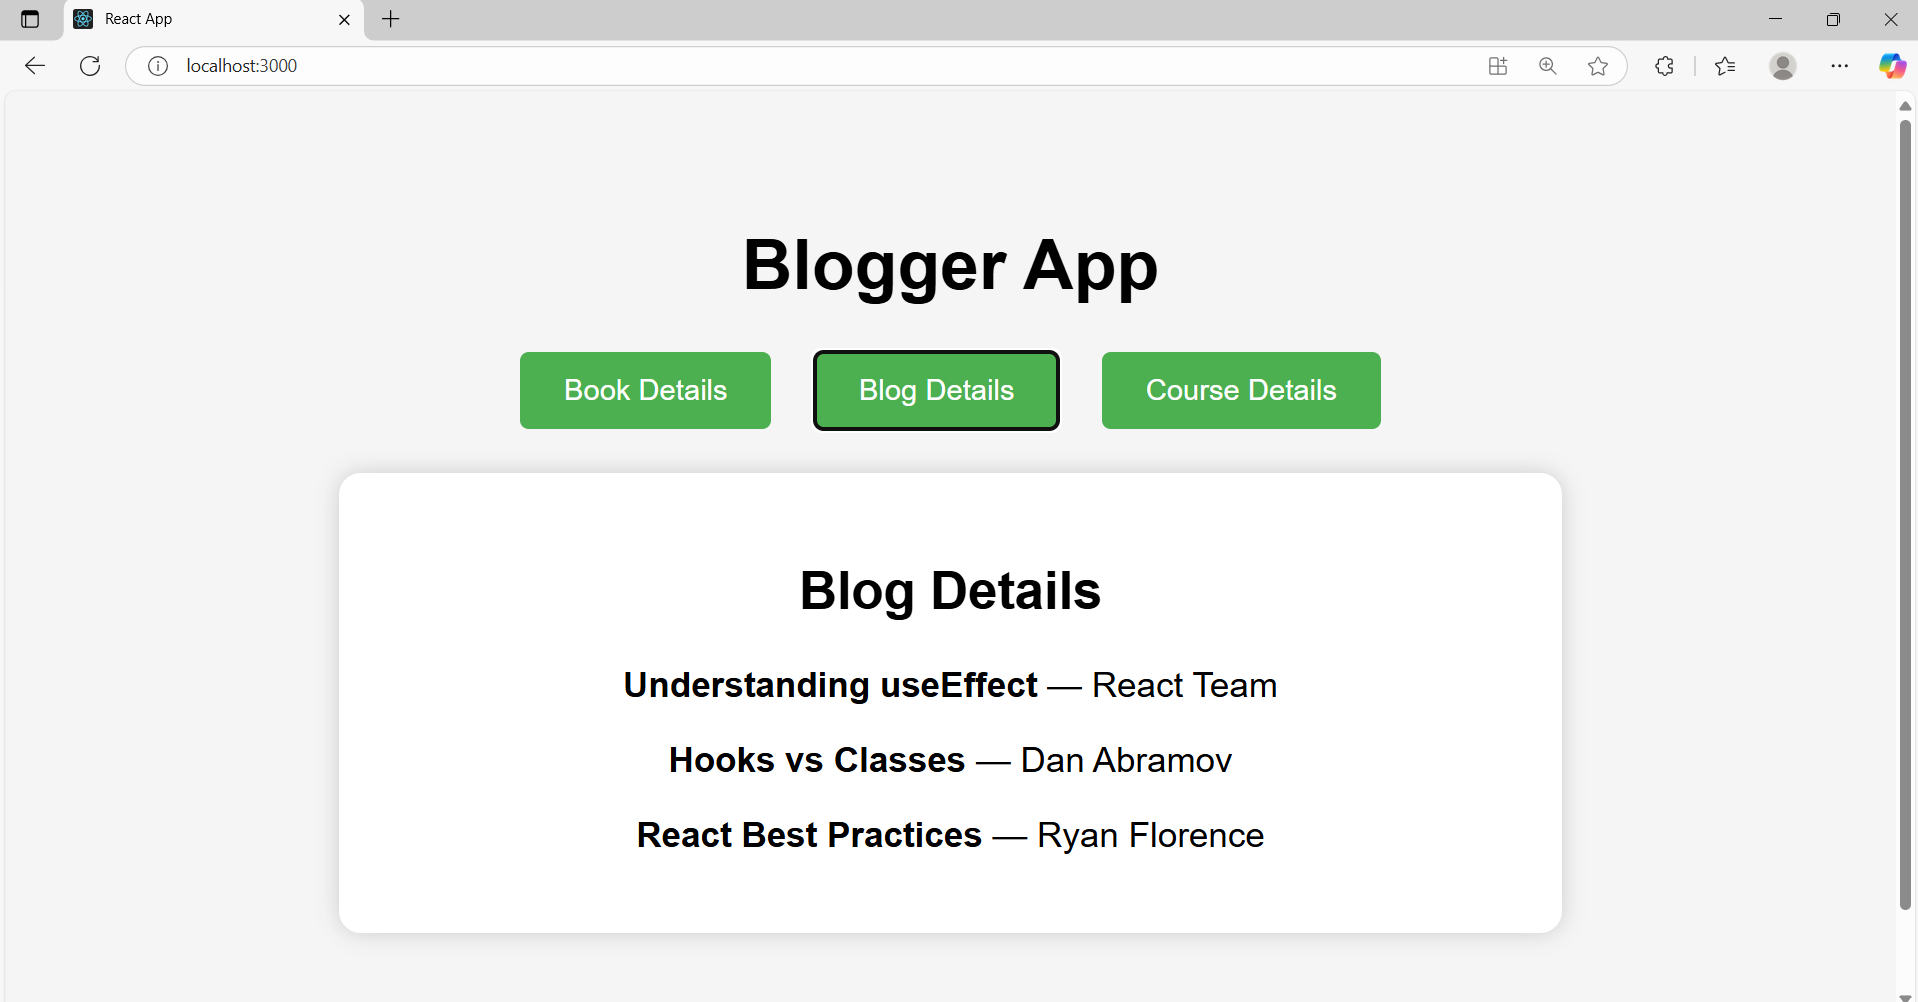 React App
localhost:3000
Blogger App
Book Details
Blog Details
Course Details
Blog Details
Understanding useEffect — React Team
Hooks vs Classes — Dan Abramov
React Best Practices — Ryan Florence